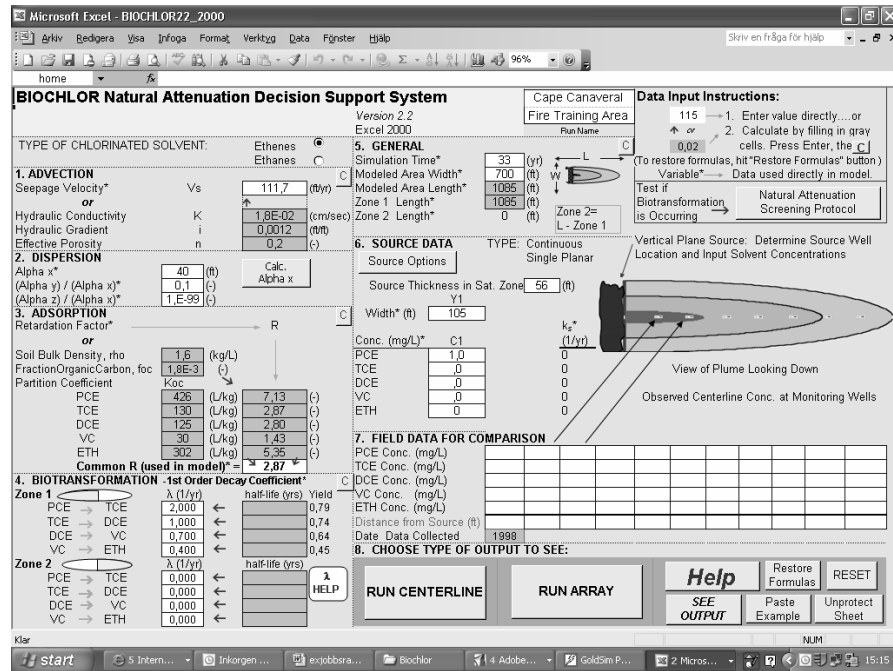 Microsoft Excel - BIOCHLOR22_2000
Arkiv Redigera Visa Infoga Format Verktyg Data Fönster Hjälp
Skriv en fråga för hjälp
96%
home fx
BIOCHLOR Natural Attenuation Decision Support System
Version 2.2
Excel 2000
Cape Canaveral
Fire Training Area
Run Name
Data Input Instructions:
115 → 1. Enter value directly....or
↑ or 2. Calculate by filling in gray
0,02 cells. Press Enter, the C
(To restore formulas, hit "Restore Formulas" button )
Variable* → Data used directly in model.
Test if
Biotransformation
is Occurring
Natural Attenuation
Screening Protocol
TYPE OF CHLORINATED SOLVENT: Ethenes
Ethanes
1. ADVECTION C
Seepage Velocity* Vs 111,7 (ft/yr)
or
Hydraulic Conductivity K 1,8E-02 (cm/sec)
Hydraulic Gradient i 0,0012 (ft/ft)
Effective Porosity n 0,2 (-)
2. DISPERSION
Alpha x* 40 (ft)
(Alpha y) / (Alpha x)* 0,1 (-)
(Alpha z) / (Alpha x)* 1,E-99 (-)
Calc.
Alpha x
3. ADSORPTION C
Retardation Factor* → R
or
Soil Bulk Density, rho 1,6 (kg/L)
FractionOrganicCarbon, foc 1,8E-3 (-)
Partition Coefficient Koc
PCE 426 (L/kg) 7,13 (-)
TCE 130 (L/kg) 2,87 (-)
DCE 125 (L/kg) 2,80 (-)
VC 30 (L/kg) 1,43 (-)
ETH 302 (L/kg) 5,35 (-)
Common R (used in model)* = 2,87
4. BIOTRANSFORMATION -1st Order Decay Coefficient* C
Zone 1 λ (1/yr) half-life (yrs) Yield
PCE → TCE 2,000 ← 0,79
TCE → DCE 1,000 ← 0,74
DCE → VC 0,700 ← 0,64
VC → ETH 0,400 ← 0,45
Zone 2 λ (1/yr) half-life (yrs)
PCE → TCE 0,000 ←
TCE → DCE 0,000 ←
DCE → VC 0,000 ←
VC → ETH 0,000 ←
λ
HELP
5. GENERAL C
Simulation Time* 33 (yr)
Modeled Area Width* 700 (ft)
Modeled Area Length* 1085 (ft)
Zone 1 Length* 1085 (ft)
Zone 2 Length* 0 (ft)
L
W
Zone 2=
L - Zone 1
6. SOURCE DATA TYPE: Continuous
Single Planar
Source Options
Source Thickness in Sat. Zone 56 (ft)
Y1
Width* (ft) 105
ks*
Conc. (mg/L)* C1 (1/yr)
PCE 1,0 0
TCE ,0 0
DCE ,0 0
VC ,0 0
ETH 0 0
Vertical Plane Source: Determine Source Well
Location and Input Solvent Concentrations
View of Plume Looking Down
Observed Centerline Conc. at Monitoring Wells
7. FIELD DATA FOR COMPARISON
PCE Conc. (mg/L)
TCE Conc. (mg/L)
DCE Conc. (mg/L)
VC Conc. (mg/L)
ETH Conc. (mg/L)
Distance from Source (ft)
Date Data Collected 1998
8. CHOOSE TYPE OF OUTPUT TO SEE:
RUN CENTERLINE
RUN ARRAY
Help
Restore
Formulas
RESET
SEE
OUTPUT
Paste
Example
Unprotect
Sheet
Klar NUM
start 5 Intern... Inkorgen ... exjobbsra... Biochlor 4 Adobe... GoldSim P... 2 Micros... 15:15